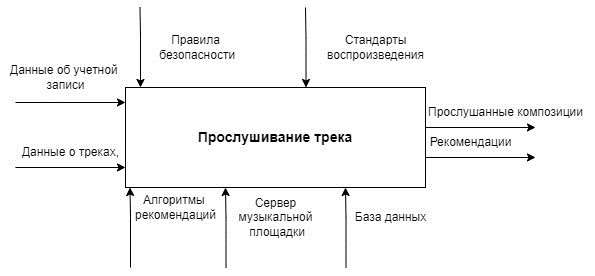 Правила
безопасности
Стандарты
воспроизведения
Данные об учетной
записи
Прослушивание трека
Прослушанные композиции
Рекомендации
Данные о треках,
Алгоритмы
рекомендаций
Сервер
музыкальной
площадки
База данных